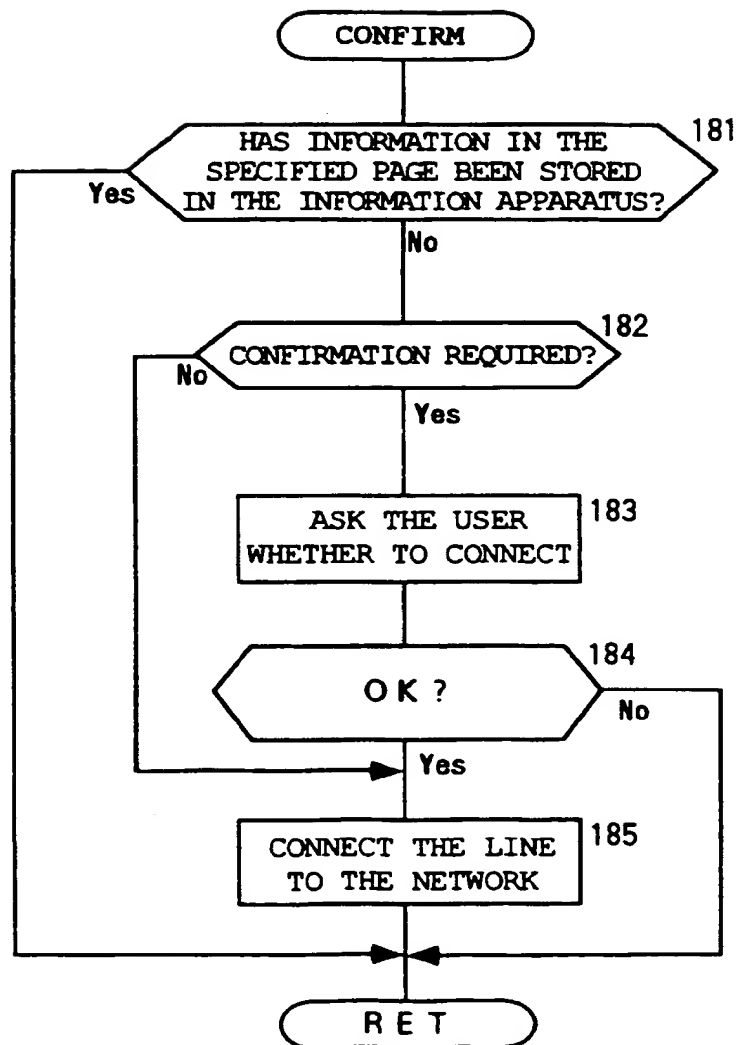 CONFIRM
181
HAS INFORMATION IN THE
SPECIFIED PAGE BEEN STORED
IN THE INFORMATION APPARATUS?
Yes
No
182
CONFIRMATION REQUIRED?
No
Yes
183
ASK THE USER
WHETHER TO CONNECT
184
OK?
No
Yes
185
CONNECT THE LINE
TO THE NETWORK
RET